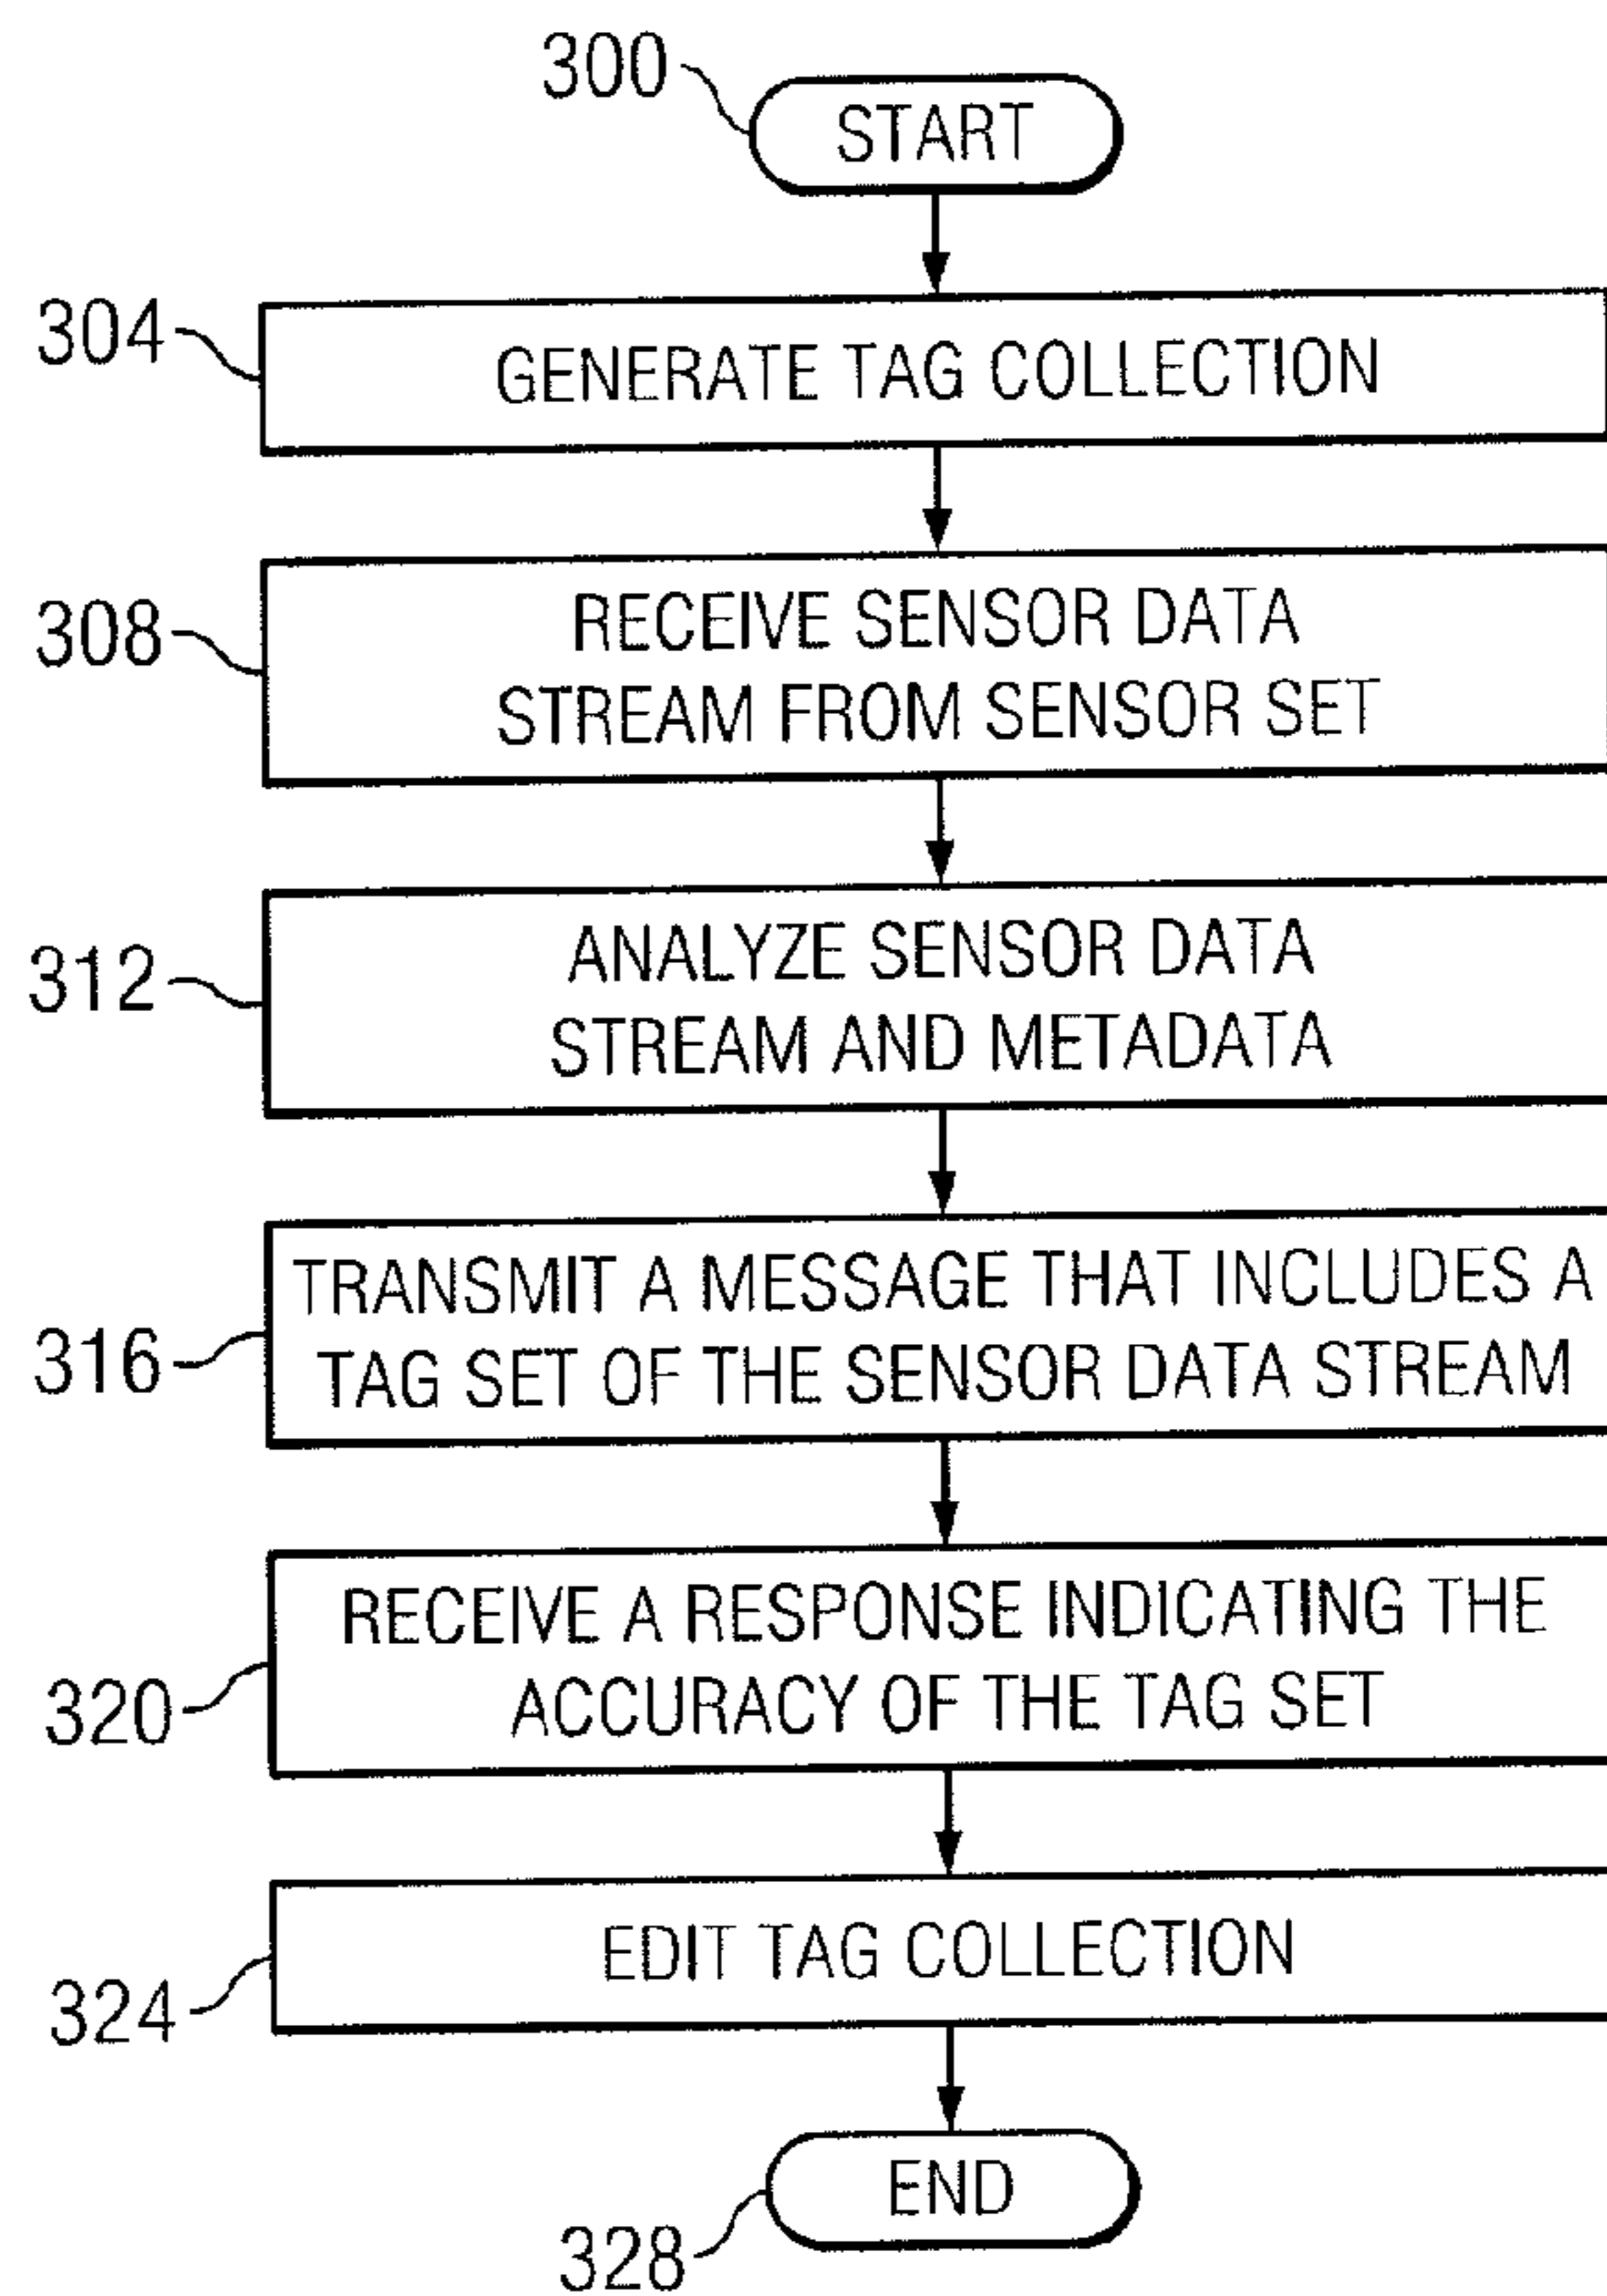 300
START
304
GENERATE TAG COLLECTION
308
RECEIVE SENSOR DATA
STREAM FROM SENSOR SET
312
ANALYZE SENSOR DATA
STREAM AND METADATA
316
TRANSMIT A MESSAGE THAT INCLUDES A
TAG SET OF THE SENSOR DATA STREAM
320
RECEIVE A RESPONSE INDICATING THE
ACCURACY OF THE TAG SET
324
EDIT TAG COLLECTION
END
328